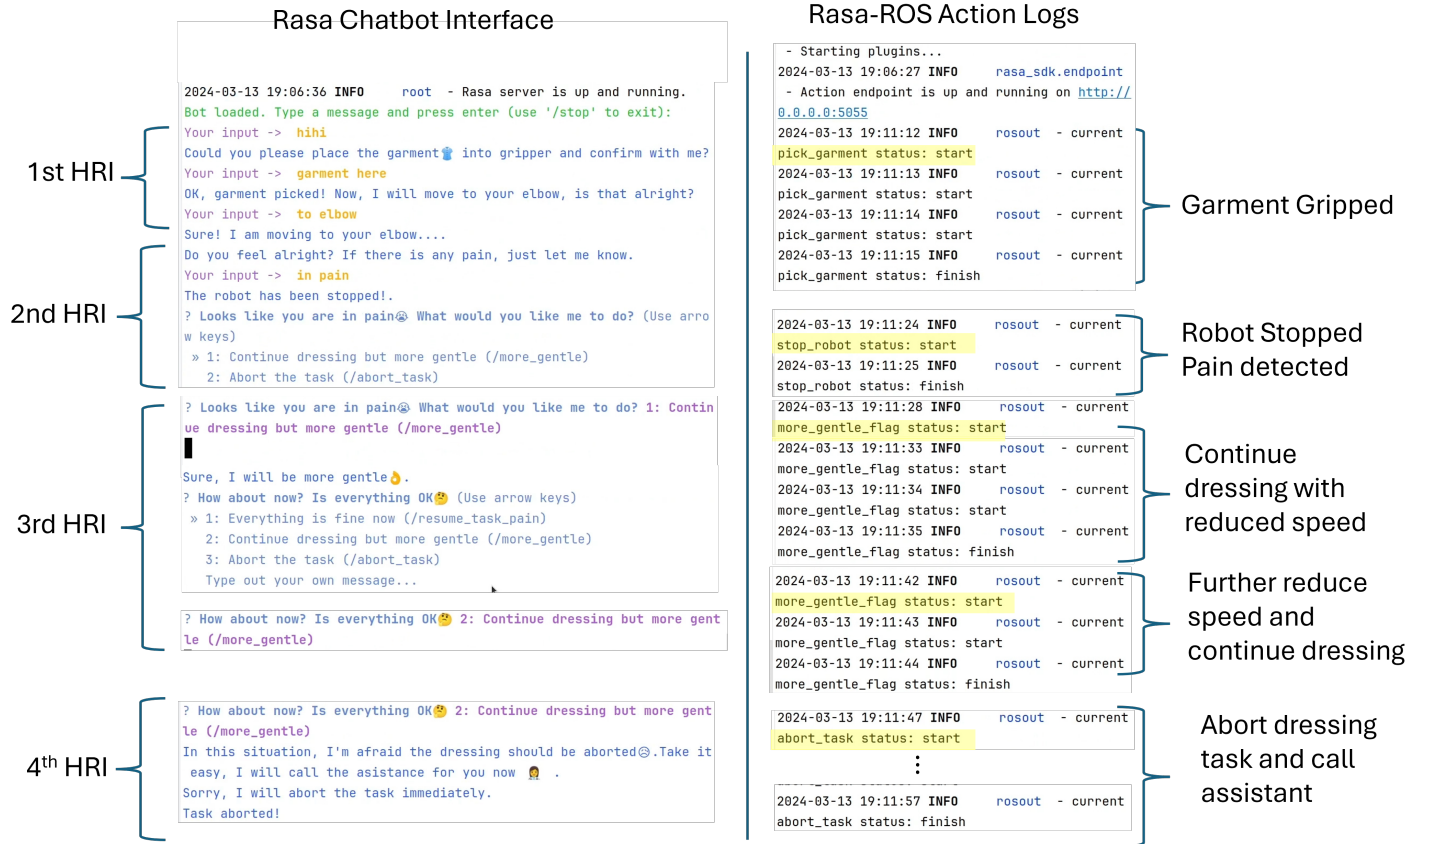 Rasa Chatbot Interface
2024-03-13 19:06:36 INFO root - Rasa server is up and running.
Bot loaded. Type a message and press enter (use '/stop' to exit):
Your input -> hihi
Could you please place the garment👚 into gripper and confirm with me?
Your input -> garment here
OK, garment picked! Now, I will move to your elbow, is that alright?
Your input -> to elbow
Sure! I am moving to your elbow....
Do you feel alright? If there is any pain, just let me know.
Your input -> in pain
The robot has been stopped!.
? Looks like you are in pain😭 What would you like me to do? (Use arro
w keys)
» 1: Continue dressing but more gentle (/more_gentle)
2: Abort the task (/abort_task)
? Looks like you are in pain😭 What would you like me to do? 1: Contin
ue dressing but more gentle (/more_gentle)
Sure, I will be more gentle👌.
? How about now? Is everything OK🤔 (Use arrow keys)
» 1: Everything is fine now (/resume_task_pain)
2: Continue dressing but more gentle (/more_gentle)
3: Abort the task (/abort_task)
Type out your own message...
? How about now? Is everything OK🤔 2: Continue dressing but more gent
le (/more_gentle)
? How about now? Is everything OK🤔 2: Continue dressing but more gent
le (/more_gentle)
In this situation, I'm afraid the dressing should be aborted😥.Take it
easy, I will call the asistance for you now 👩‍⚕️ .
Sorry, I will abort the task immediately.
Task aborted!
1st HRI
2nd HRI
3rd HRI
4th HRI
Rasa-ROS Action Logs
- Starting plugins...
2024-03-13 19:06:27 INFO rasa_sdk.endpoint
- Action endpoint is up and running on http://
0.0.0.0:5055
2024-03-13 19:11:12 INFO rosout - current
pick_garment status: start
2024-03-13 19:11:13 INFO rosout - current
pick_garment status: start
2024-03-13 19:11:14 INFO rosout - current
pick_garment status: start
2024-03-13 19:11:15 INFO rosout - current
pick_garment status: finish
2024-03-13 19:11:24 INFO rosout - current
stop_robot status: start
2024-03-13 19:11:25 INFO rosout - current
stop_robot status: finish
2024-03-13 19:11:28 INFO rosout - current
more_gentle_flag status: start
2024-03-13 19:11:33 INFO rosout - current
more_gentle_flag status: start
2024-03-13 19:11:34 INFO rosout - current
more_gentle_flag status: start
2024-03-13 19:11:35 INFO rosout - current
more_gentle_flag status: finish
2024-03-13 19:11:42 INFO rosout - current
more_gentle_flag status: start
2024-03-13 19:11:43 INFO rosout - current
more_gentle_flag status: start
2024-03-13 19:11:44 INFO rosout - current
more_gentle_flag status: finish
2024-03-13 19:11:47 INFO rosout - current
abort_task status: start
⋮
2024-03-13 19:11:57 INFO rosout - current
abort_task status: finish
Garment Gripped
Robot Stopped
Pain detected
Continue
dressing with
reduced speed
Further reduce
speed and
continue dressing
Abort dressing
task and call
assistant